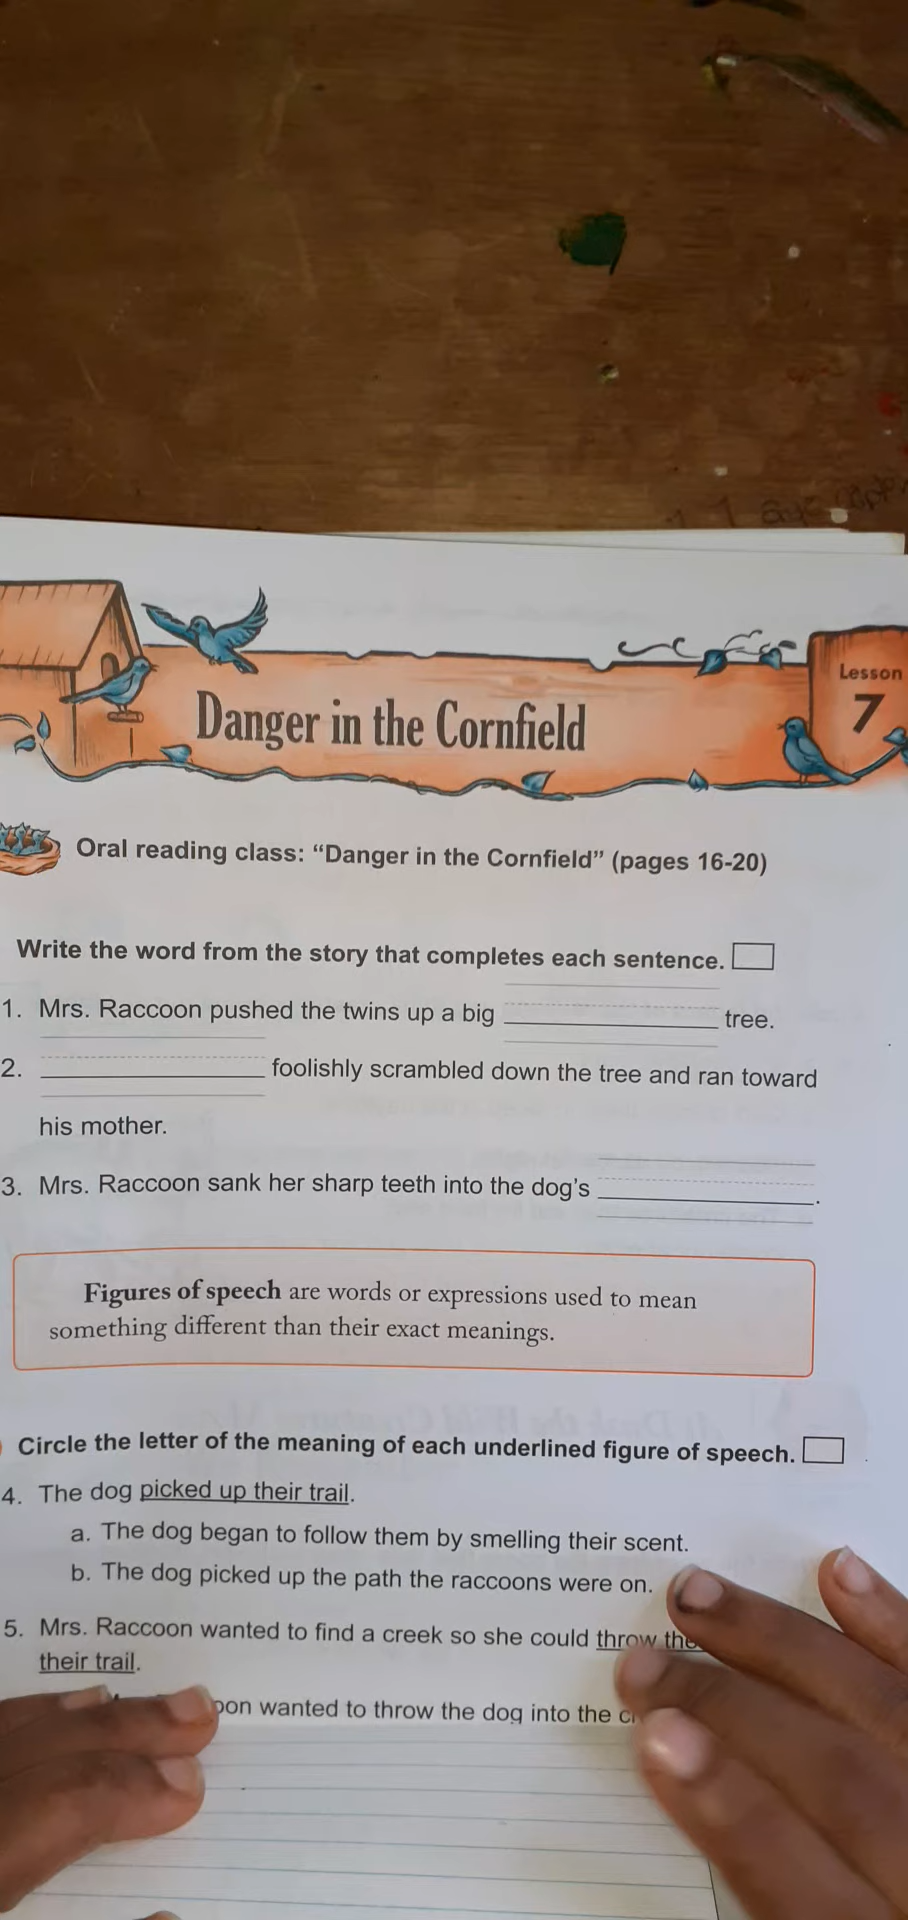 Lesson
7
Danger in the Cornfield
Oral reading class: “Danger in the Cornfield” (pages 16-20)
Write the word from the story that completes each sentence.
1. Mrs. Raccoon pushed the twins up a big ____________ tree.
2. ____________ foolishly scrambled down the tree and ran toward
his mother.
3. Mrs. Raccoon sank her sharp teeth into the dog’s ____________.
Figures of speech are words or expressions used to mean
something different than their exact meanings.
Circle the letter of the meaning of each underlined figure of speech.
4. The dog picked up their trail.
a. The dog began to follow them by smelling their scent.
b. The dog picked up the path the raccoons were on.
5. Mrs. Raccoon wanted to find a creek so she could throw the
their trail.
wanted to throw the dog into the